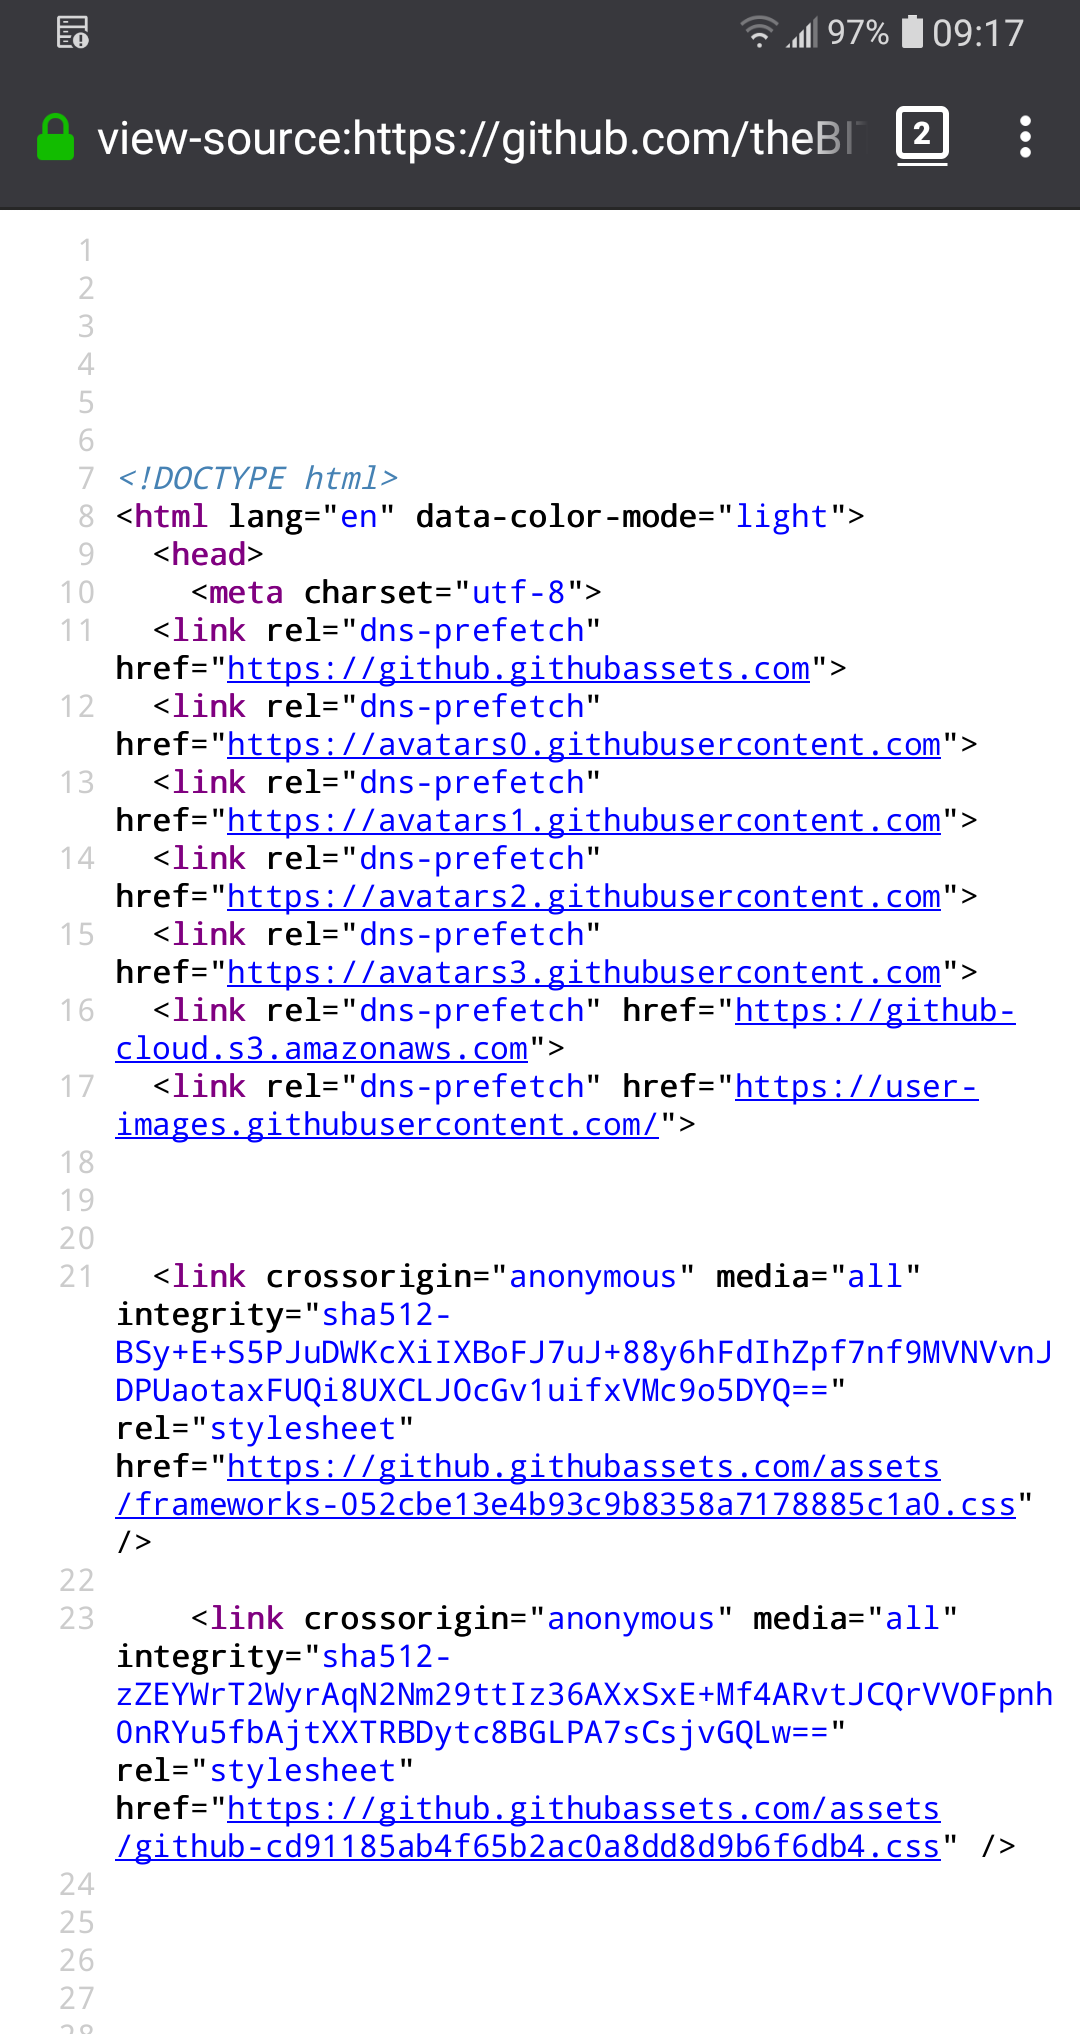 97% 09:17
view-source:https://github.com/theBI 2
1
2
3
4
5
6
7 <!DOCTYPE html>
8 <html lang="en" data-color-mode="light">
9 <head>
10 <meta charset="utf-8">
11 <link rel="dns-prefetch"
href="https://github.githubassets.com">
12 <link rel="dns-prefetch"
href="https://avatars0.githubusercontent.com">
13 <link rel="dns-prefetch"
href="https://avatars1.githubusercontent.com">
14 <link rel="dns-prefetch"
href="https://avatars2.githubusercontent.com">
15 <link rel="dns-prefetch"
href="https://avatars3.githubusercontent.com">
16 <link rel="dns-prefetch" href="https://github-
cloud.s3.amazonaws.com">
17 <link rel="dns-prefetch" href="https://user-
images.githubusercontent.com/">
18
19
20
21 <link crossorigin="anonymous" media="all"
integrity="sha512-
BSy+E+S5PJuDWKcXiIXBoFJ7uJ+88y6hFdIhZpf7nf9MVNVvnJ
DPUaotaxFUQi8UXCLJOcGv1uifxVMc9o5DYQ=="
rel="stylesheet"
href="https://github.githubassets.com/assets
/frameworks-052cbe13e4b93c9b8358a7178885c1a0.css"
/>
22
23 <link crossorigin="anonymous" media="all"
integrity="sha512-
zZEYWrT2WyrAqN2Nm29ttIz36AXxSxE+Mf4ARvtJCQrVVOFpnh
0nRYu5fbAjtXXTRBDytc8BGLPA7sCsjvGQLw=="
rel="stylesheet"
href="https://github.githubassets.com/assets
/github-cd91185ab4f65b2ac0a8dd8d9b6f6db4.css" />
24
25
26
27
28